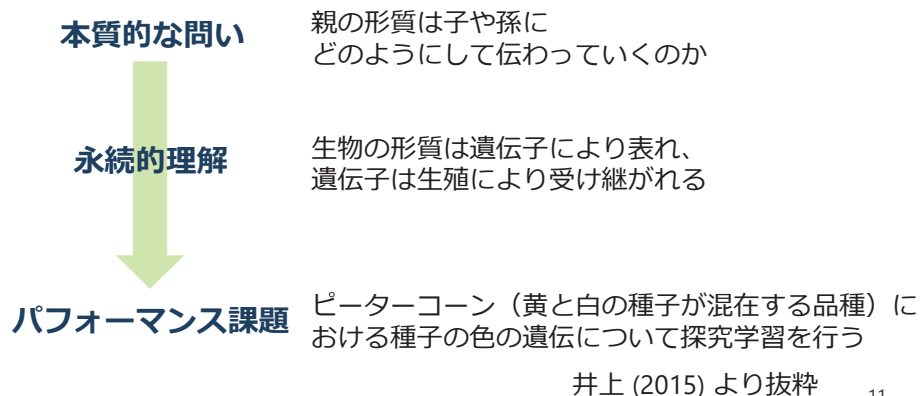 本質的な問い
親の形質は子や孫に
どのようにして伝わっていくのか
永続的理解
生物の形質は遺伝子により表れ、
遺伝子は生殖により受け継がれる
パフォーマンス課題
ピーターコーン（黄と白の種子が混在する品種）に
おける種子の色の遺伝について探究学習を行う
井上 (2015) より抜粋
11